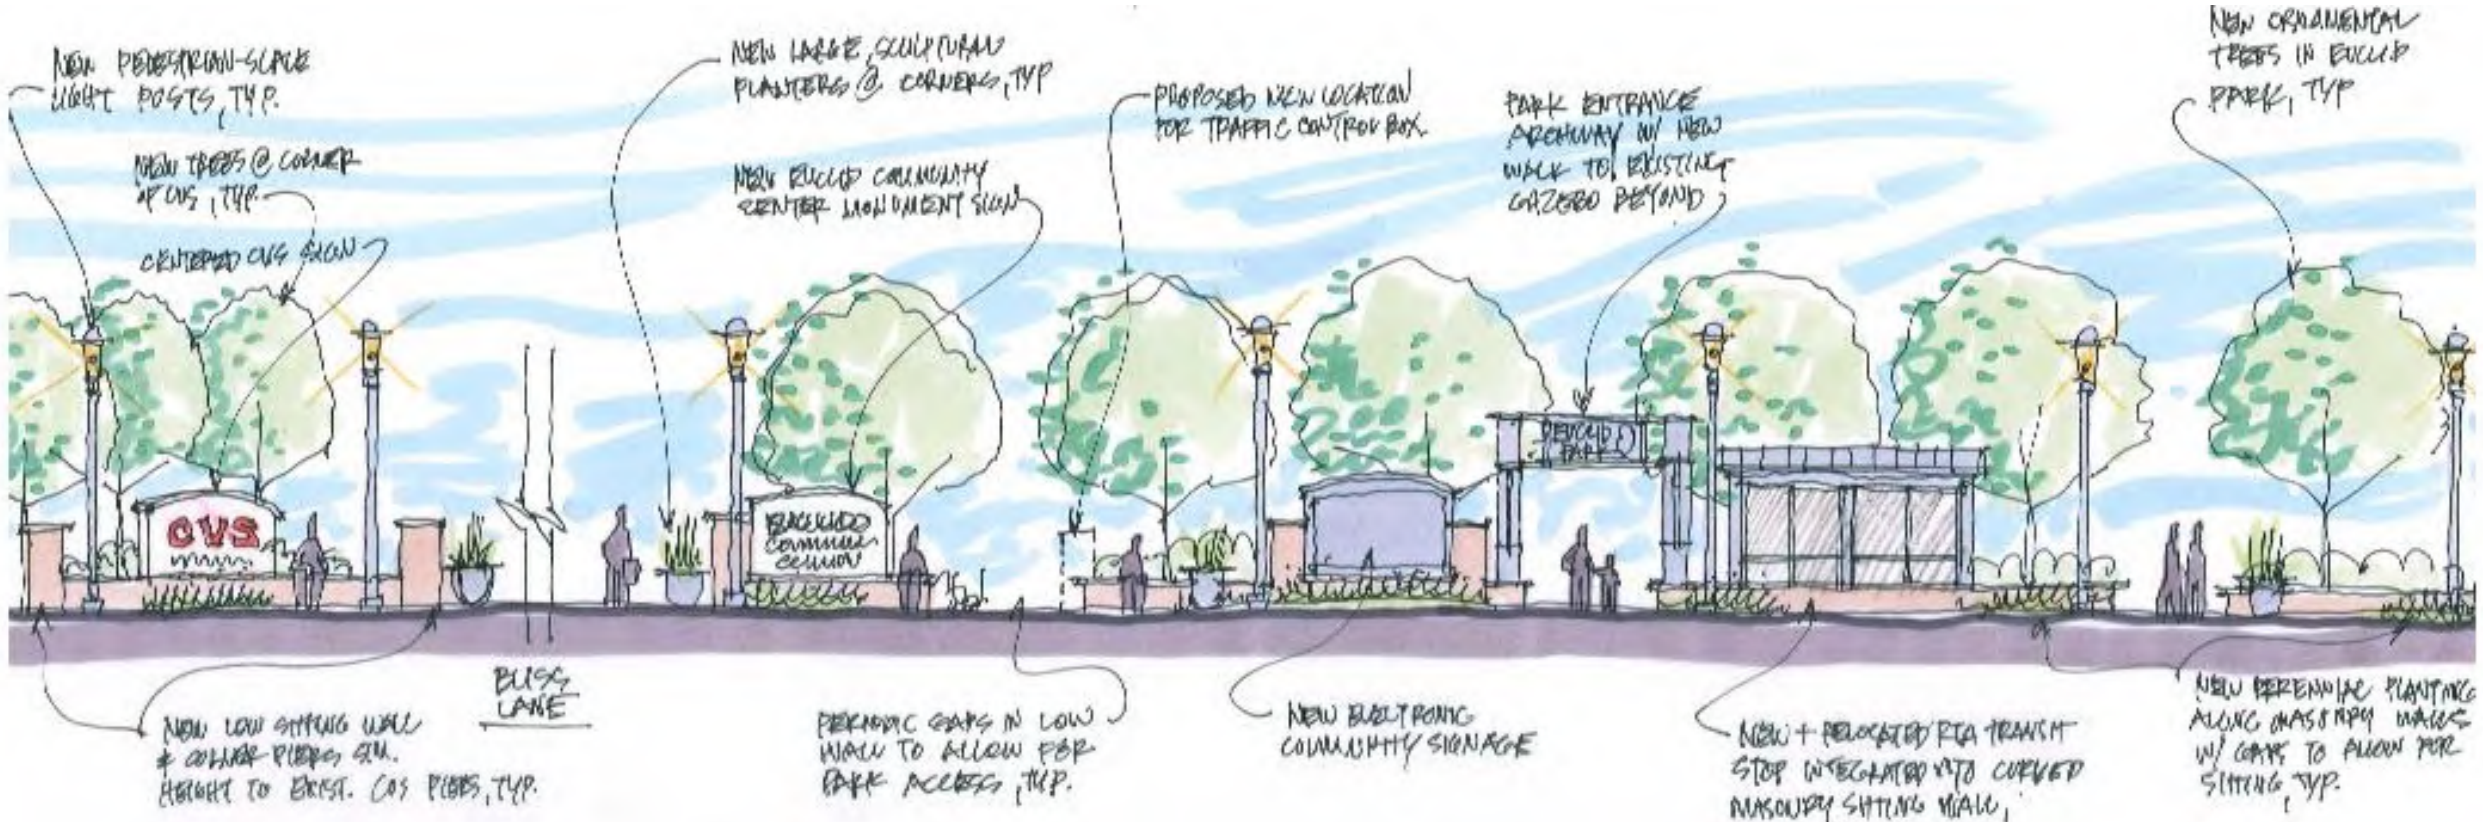 NEW PEDESTRIAN-SCALE
LIGHT POSTS, TYP.
NEW TREES @ CORNER
OF CVS, TYP.
CENTERED CVS SIGN
NEW LARGE, SCULPTURAL
PLANTERS @ CORNERS, TYP
NEW EUCLID COMMUNITY
CENTER MONUMENT SIGN
PROPOSED NEW LOCATION
FOR TRAFFIC CONTROL BOX.
PARK ENTRANCE
ARCHWAY W/ NEW
WALK TO EXISTING
GAZEBO BEYOND
NEW ORNAMENTAL
TREES IN EUCLID
PARK, TYP
CVS
EUCLID
PARK
BLISS
LANE
NEW LOW SITTING WALL
& CORNER PIERS SIM.
HEIGHT TO EXIST. CVS PIERS, TYP.
PERIODIC GAPS IN LOW
WALL TO ALLOW FOR
PARK ACCESS, TYP.
NEW ELECTRONIC
COMMUNITY SIGNAGE
NEW + RELOCATED RTA TRANSIT
STOP INTEGRATED INTO CURVED
MASONRY SITTING WALL,
NEW PERENNIAL PLANTING
ALONG MASONRY WALLS
W/ GAPS TO ALLOW FOR
SITTING, TYP.